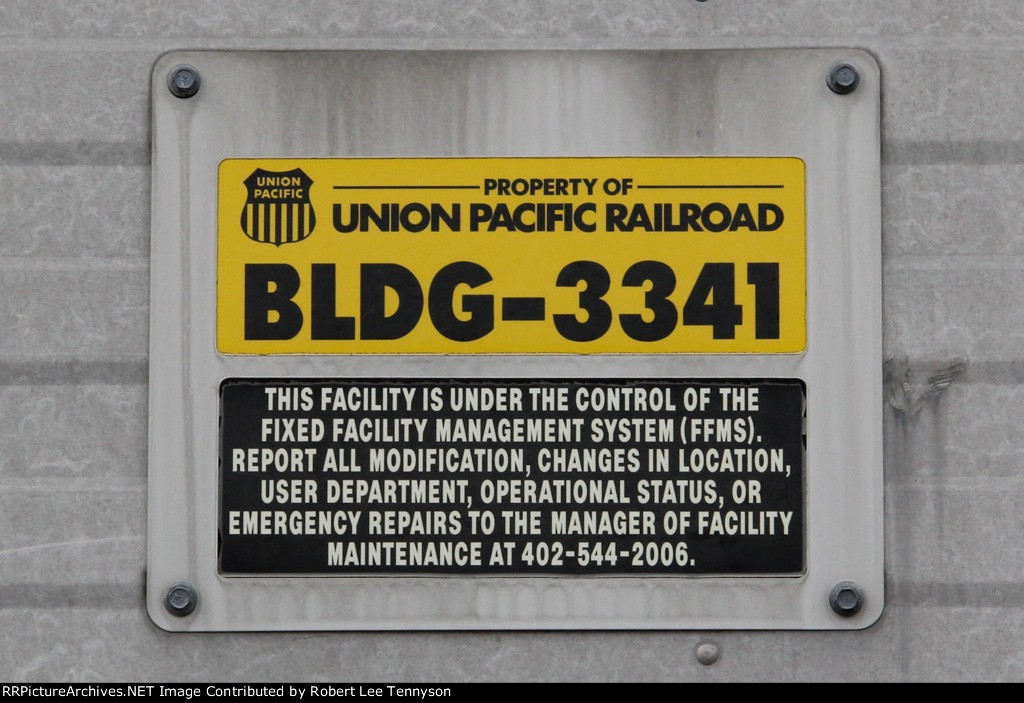 UNION
PACIFIC
PROPERTY OF
UNION PACIFIC RAILROAD
BLDG-3341
THIS FACILITY IS UNDER THE CONTROL OF THE
FIXED FACILITY MANAGEMENT SYSTEM (FFMS).
REPORT ALL MODIFICATION, CHANGES IN LOCATION,
USER DEPARTMENT, OPERATIONAL STATUS, OR
EMERGENCY REPAIRS TO THE MANAGER OF FACILITY
MAINTENANCE AT 402-544-2006.
RRPictureArchives.NET Image Contributed by Robert Lee Tennyson